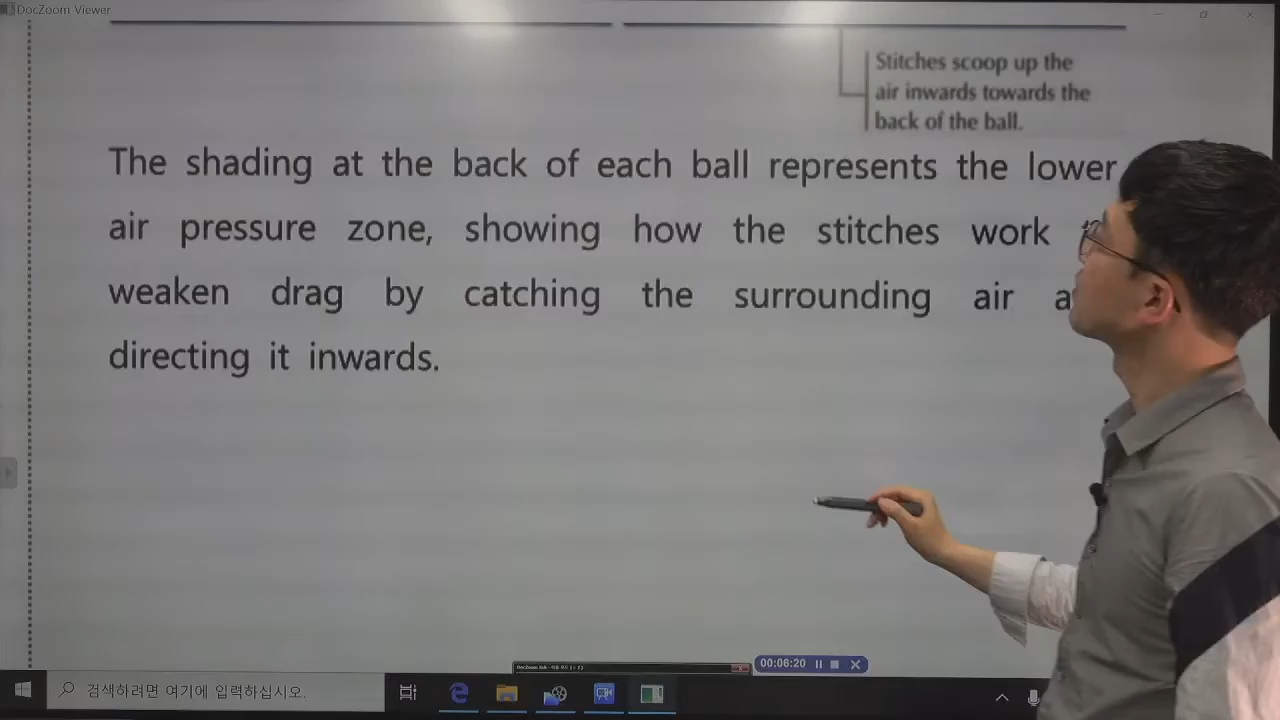 DocZoom Viewer
Stitches scoop up the
air inwards towards the
back of the ball.
The shading at the back of each ball represents the lower
air pressure zone, showing how the stitches work
weaken drag by catching the surrounding air
directing it inwards.
00:06:20
검색하려면 여기에 입력하십시오.